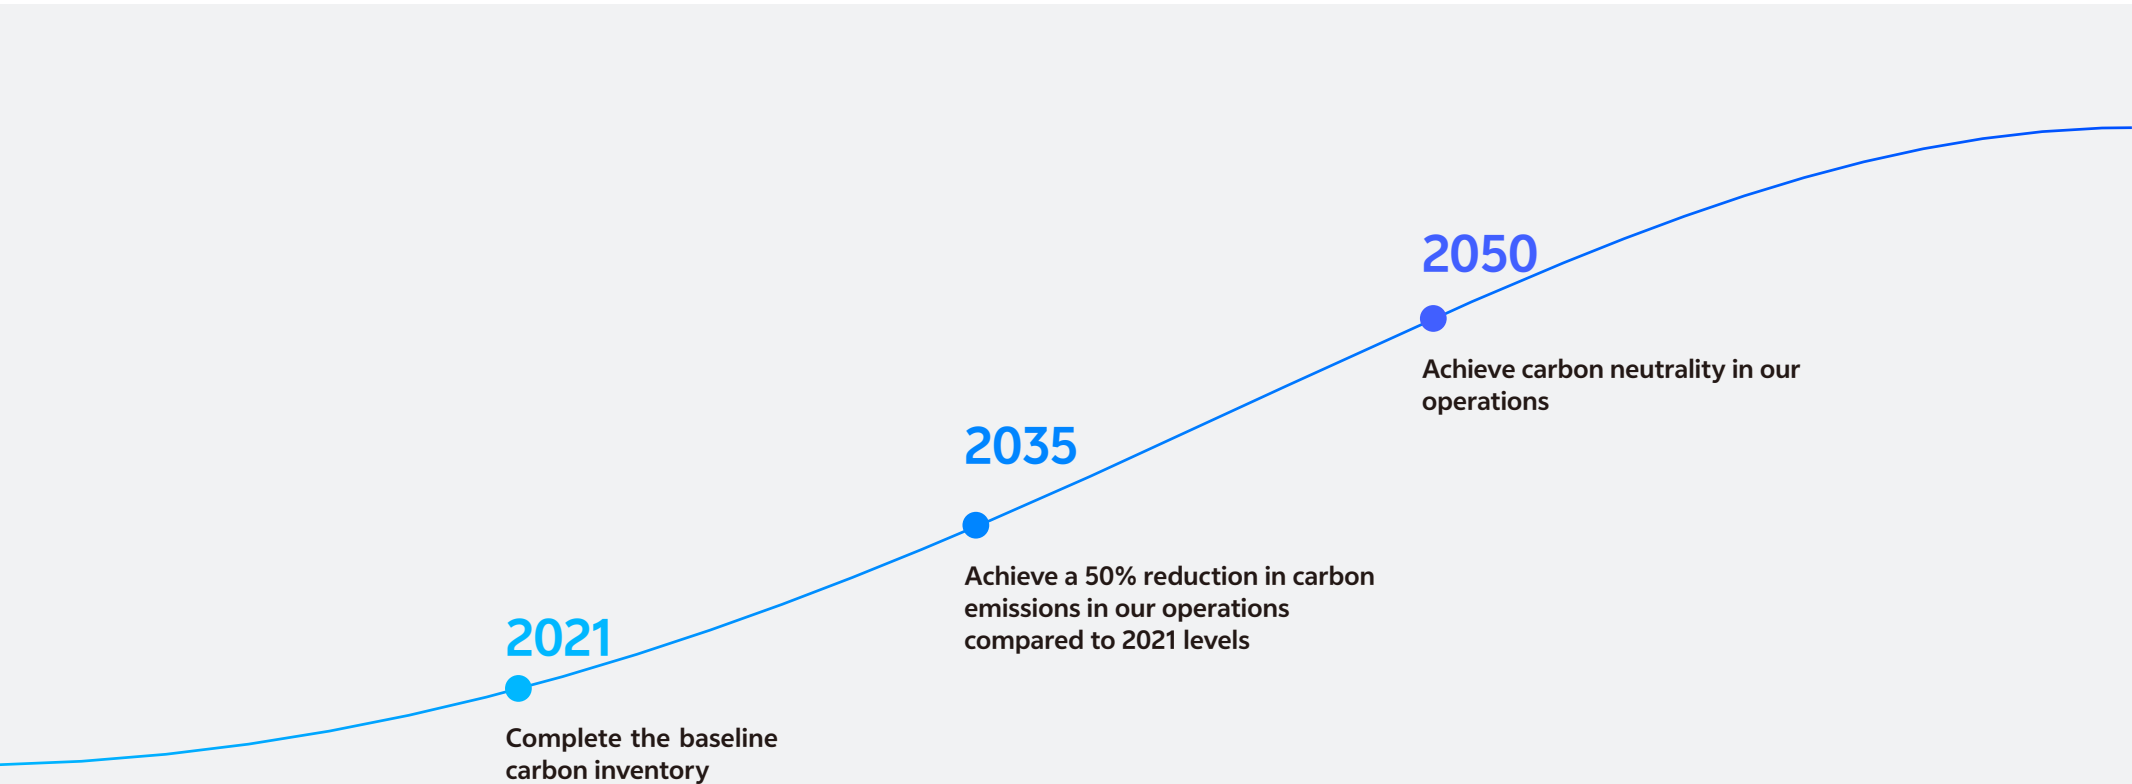 2050
Achieve carbon neutrality in our
operations
2035
Achieve a 50% reduction in carbon
emissions in our operations
compared to 2021 levels
2021
Complete the baseline
carbon inventory